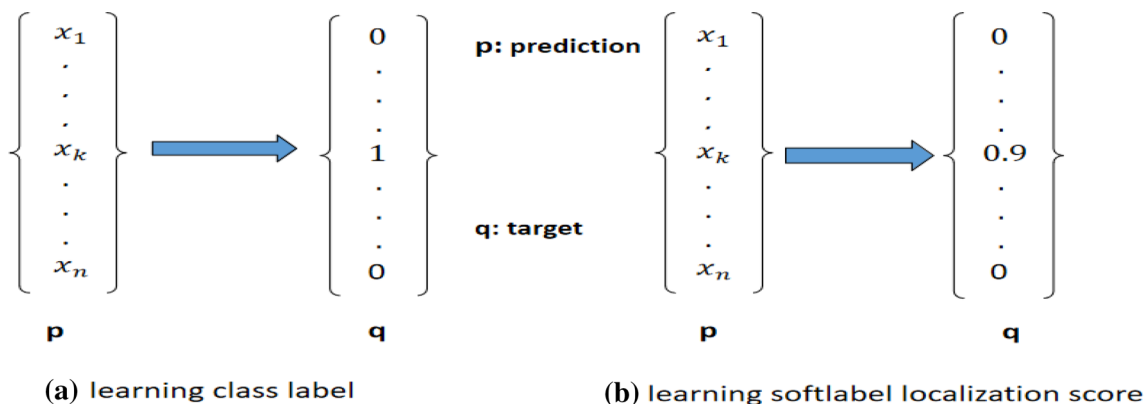 x₁
.
.
.
xₖ
.
.
.
xₙ
p
0
.
.
.
1
.
.
.
0
q
p: prediction
q: target
x₁
.
.
.
xₖ
.
.
.
xₙ
p
0
.
.
.
0.9
.
.
.
0
q
(a) learning class label
(b) learning softlabel localization score